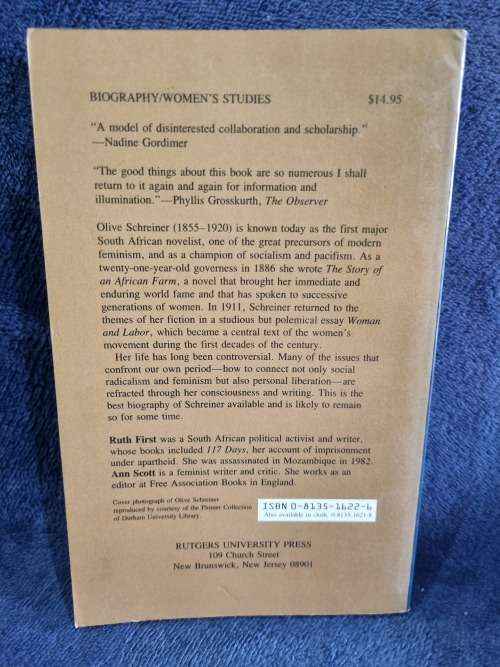 BIOGRAPHY/WOMEN'S STUDIES $14.95
"A model of disinterested collaboration and scholarship."
—Nadine Gordimer
"The good things about this book are so numerous I shall
return to it again and again for information and
illumination."—Phyllis Grosskurth, The Observer
Olive Schreiner (1855–1920) is known today as the first major
South African novelist, one of the great precursors of modern
feminism, and as a champion of socialism and pacifism. As a
twenty-one-year-old governess in 1886 she wrote The Story of
an African Farm, a novel that brought her immediate and
enduring world fame and that has spoken to successive
generations of women. In 1911, Schreiner returned to the
themes of her fiction in a studious but polemical essay Woman
and Labor, which became a central text of the women's
movement during the first decades of the century.
Her life has long been controversial. Many of the issues that
confront our own period—how to connect not only social
radicalism and feminism but also personal liberation—are
refracted through her consciousness and writing. This is the
best biography of Schreiner available and is likely to remain
so for some time.
Ruth First was a South African political activist and writer,
whose books included 117 Days, her account of imprisonment
under apartheid. She was assassinated in Mozambique in 1982.
Ann Scott is a feminist writer and critic. She works as an
editor at Free Association Books in England.
Cover photograph of Olive Schreiner
reproduced by courtesy of the Plomer Collection
of Durham University Library
ISBN 0-8135-1622-6
Also available in cloth, 0-8135-1621-8
RUTGERS UNIVERSITY PRESS
109 Church Street
New Brunswick, New Jersey 08901